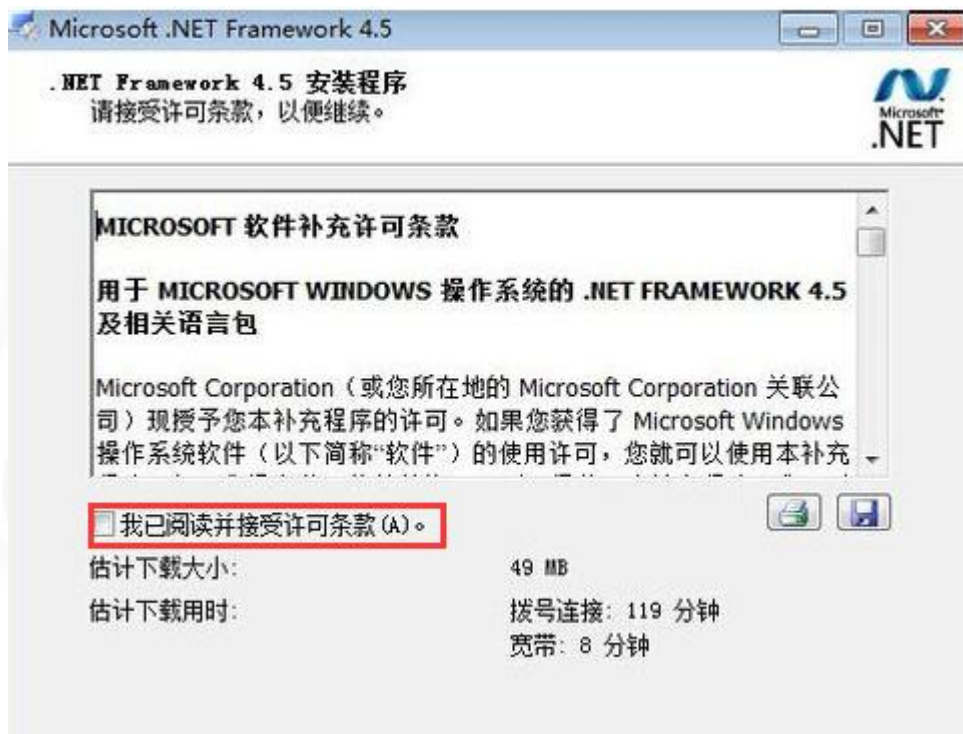 Microsoft .NET Framework 4.5
.NET Framework 4.5 安装程序
请接受许可条款，以便继续。
Microsoft
.NET
MICROSOFT 软件补充许可条款
用于 MICROSOFT WINDOWS 操作系统的 .NET FRAMEWORK 4.5
及相关语言包
Microsoft Corporation（或您所在地的 Microsoft Corporation 关联公
司）现授予您本补充程序的许可。如果您获得了 Microsoft Windows
操作系统软件（以下简称“软件”）的使用许可，您就可以使用本补充
我已阅读并接受许可条款(A)。
估计下载大小: 49 MB
估计下载用时: 拨号连接: 119 分钟
宽带: 8 分钟